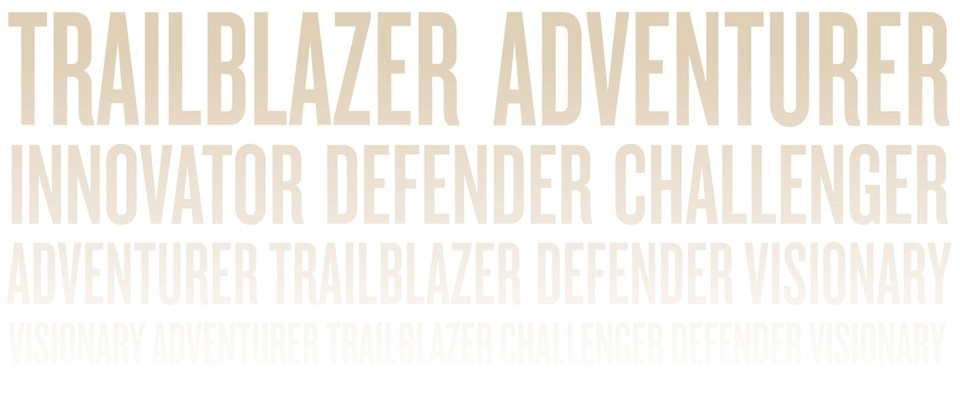 TRAILBLAZER ADVENTURER
INNOVATOR DEFENDER CHALLENGER
ADVENTURER TRAILBLAZER DEFENDER VISIONARY
VISIONARY ADVENTURER TRAILBLAZER CHALLENGER DEFENDER VISIONARY